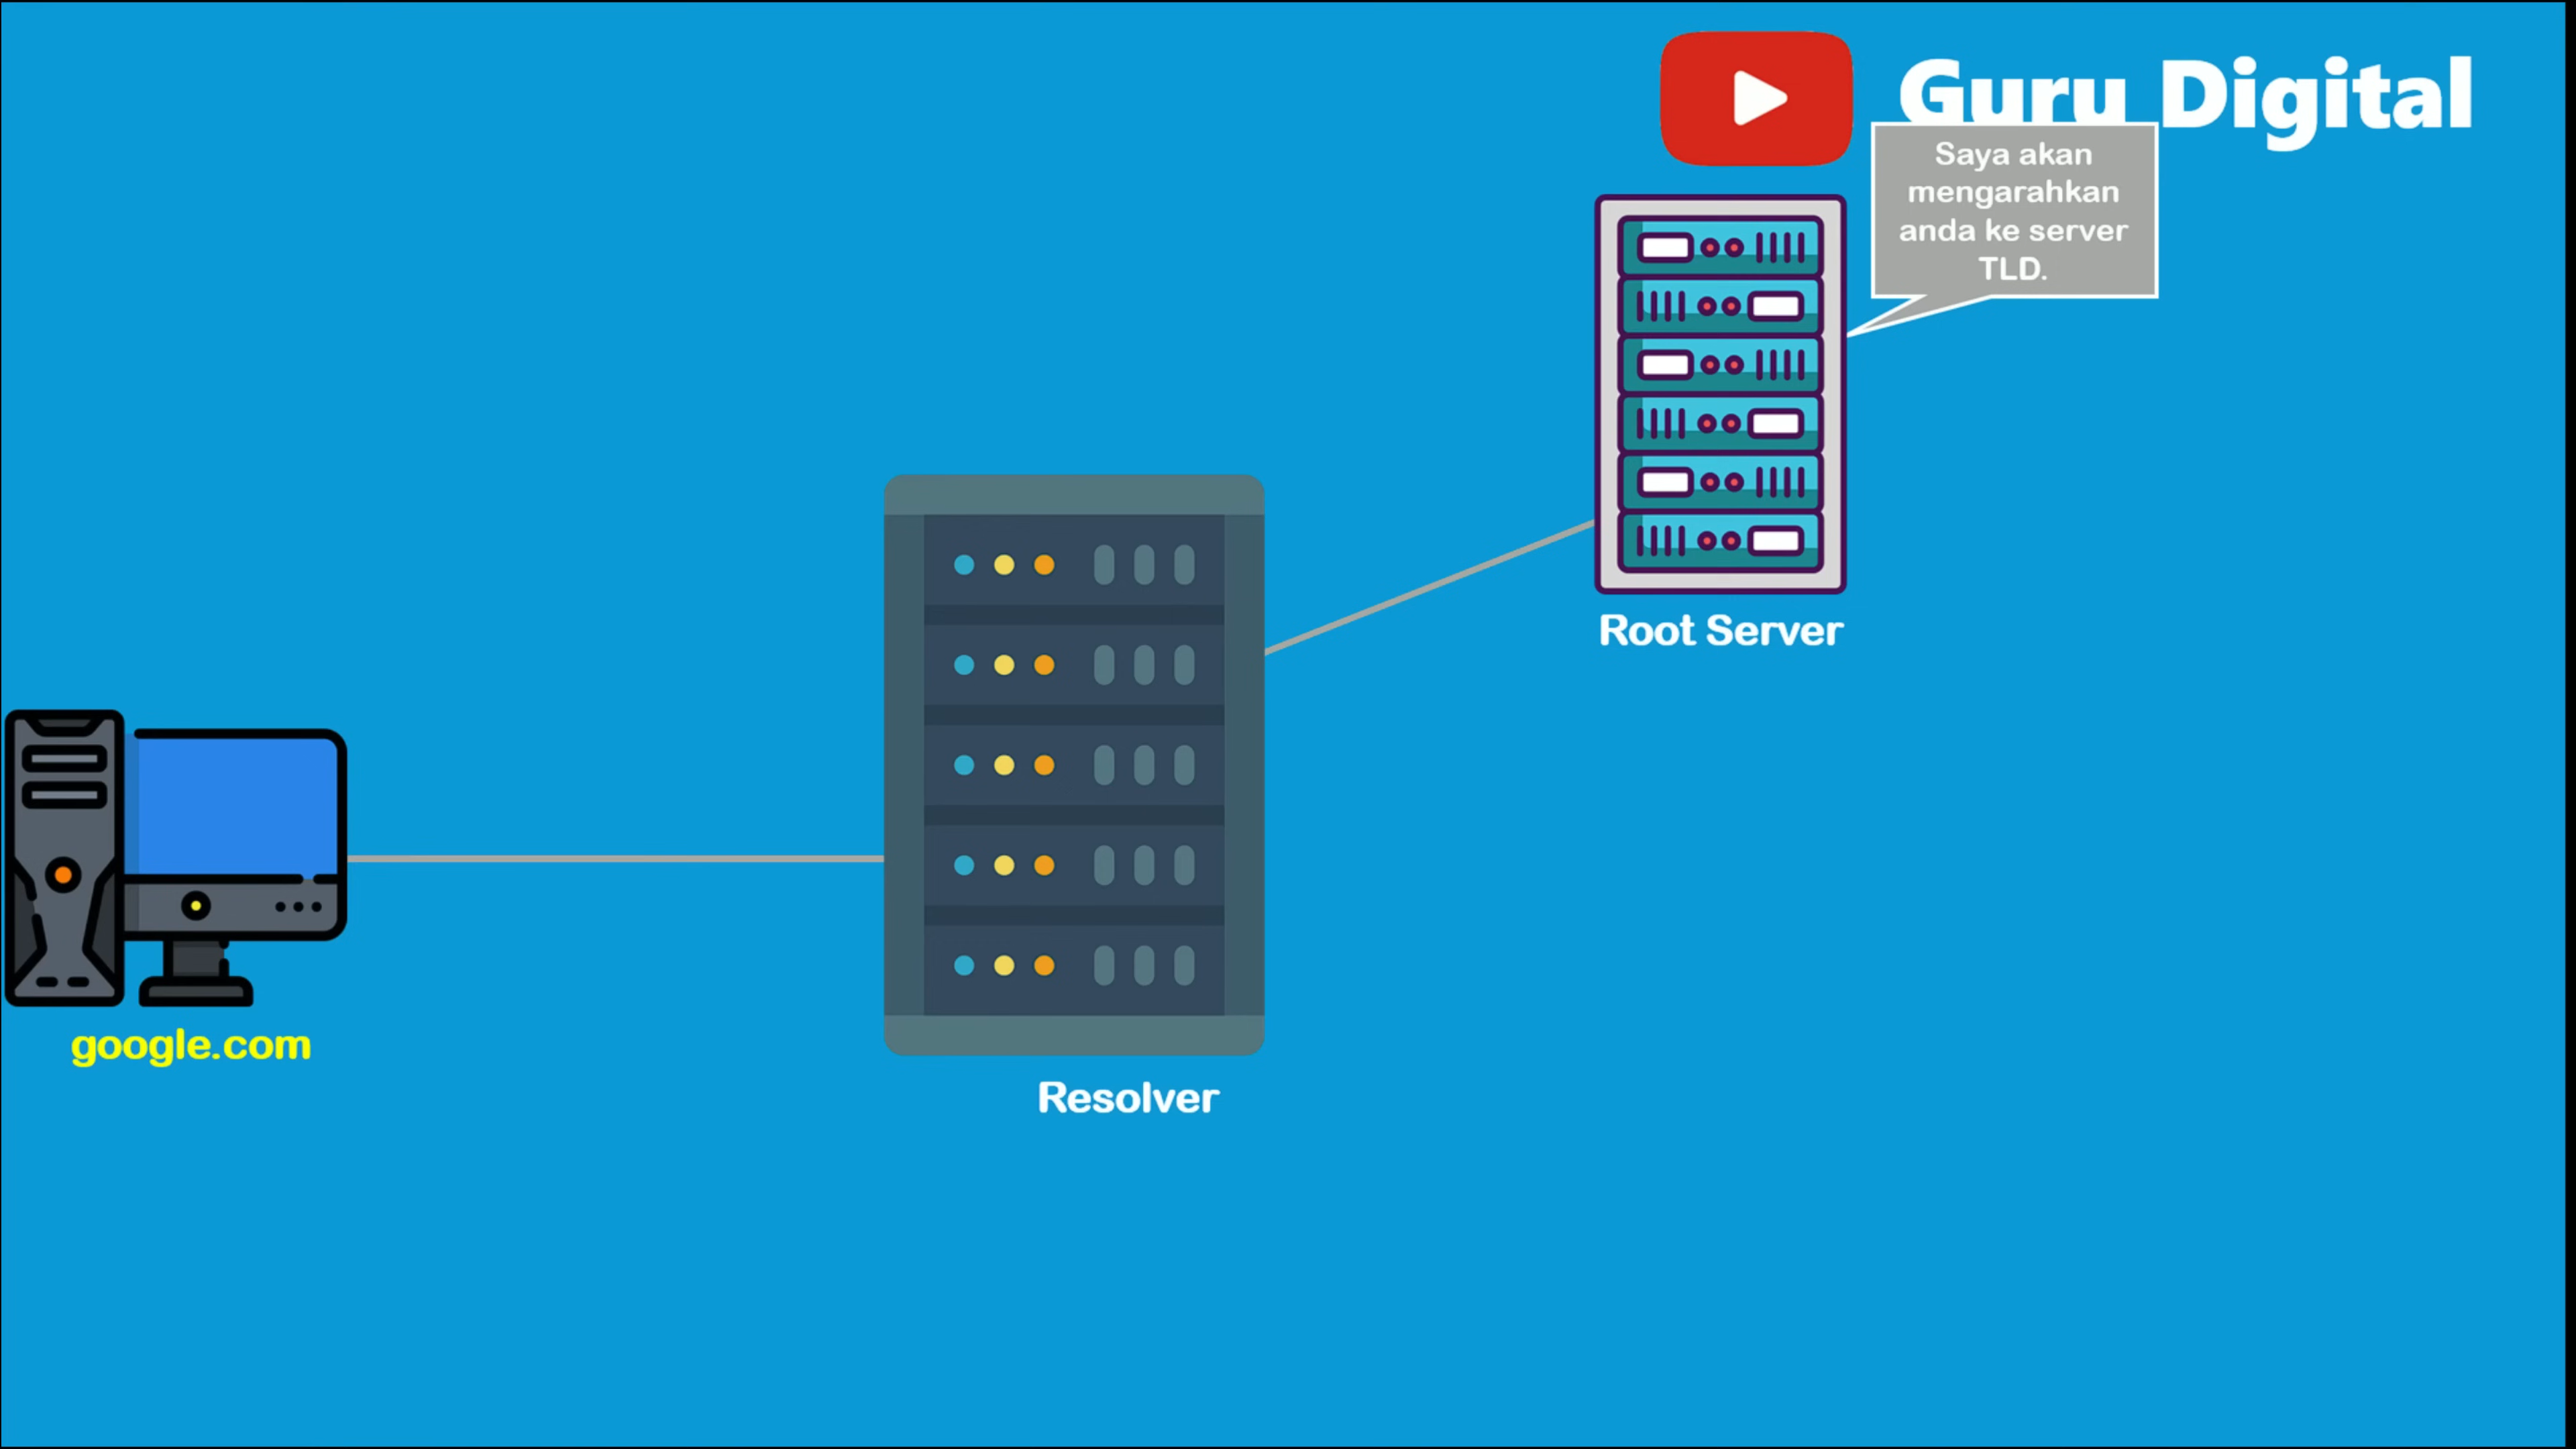 Guru Digital
Saya akan
mengarahkan
anda ke server
TLD.
Root Server
google.com
Resolver